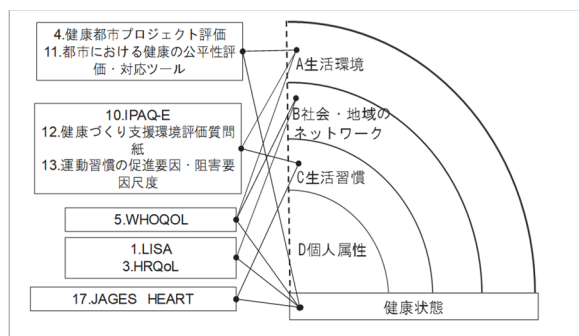 4.健康都市プロジェクト評価
11.都市における健康の公平性評
価・対応ツール
10.IPAQ-E
12.健康づくり支援環境評価質問
紙
13.運動習慣の促進要因・阻害要
因尺度
5.WHOQOL
1.LISA
3.HRQoL
17.JAGES HEART
A生活環境
B社会・地域の
ネットワーク
C生活習慣
D個人属性
健康状態